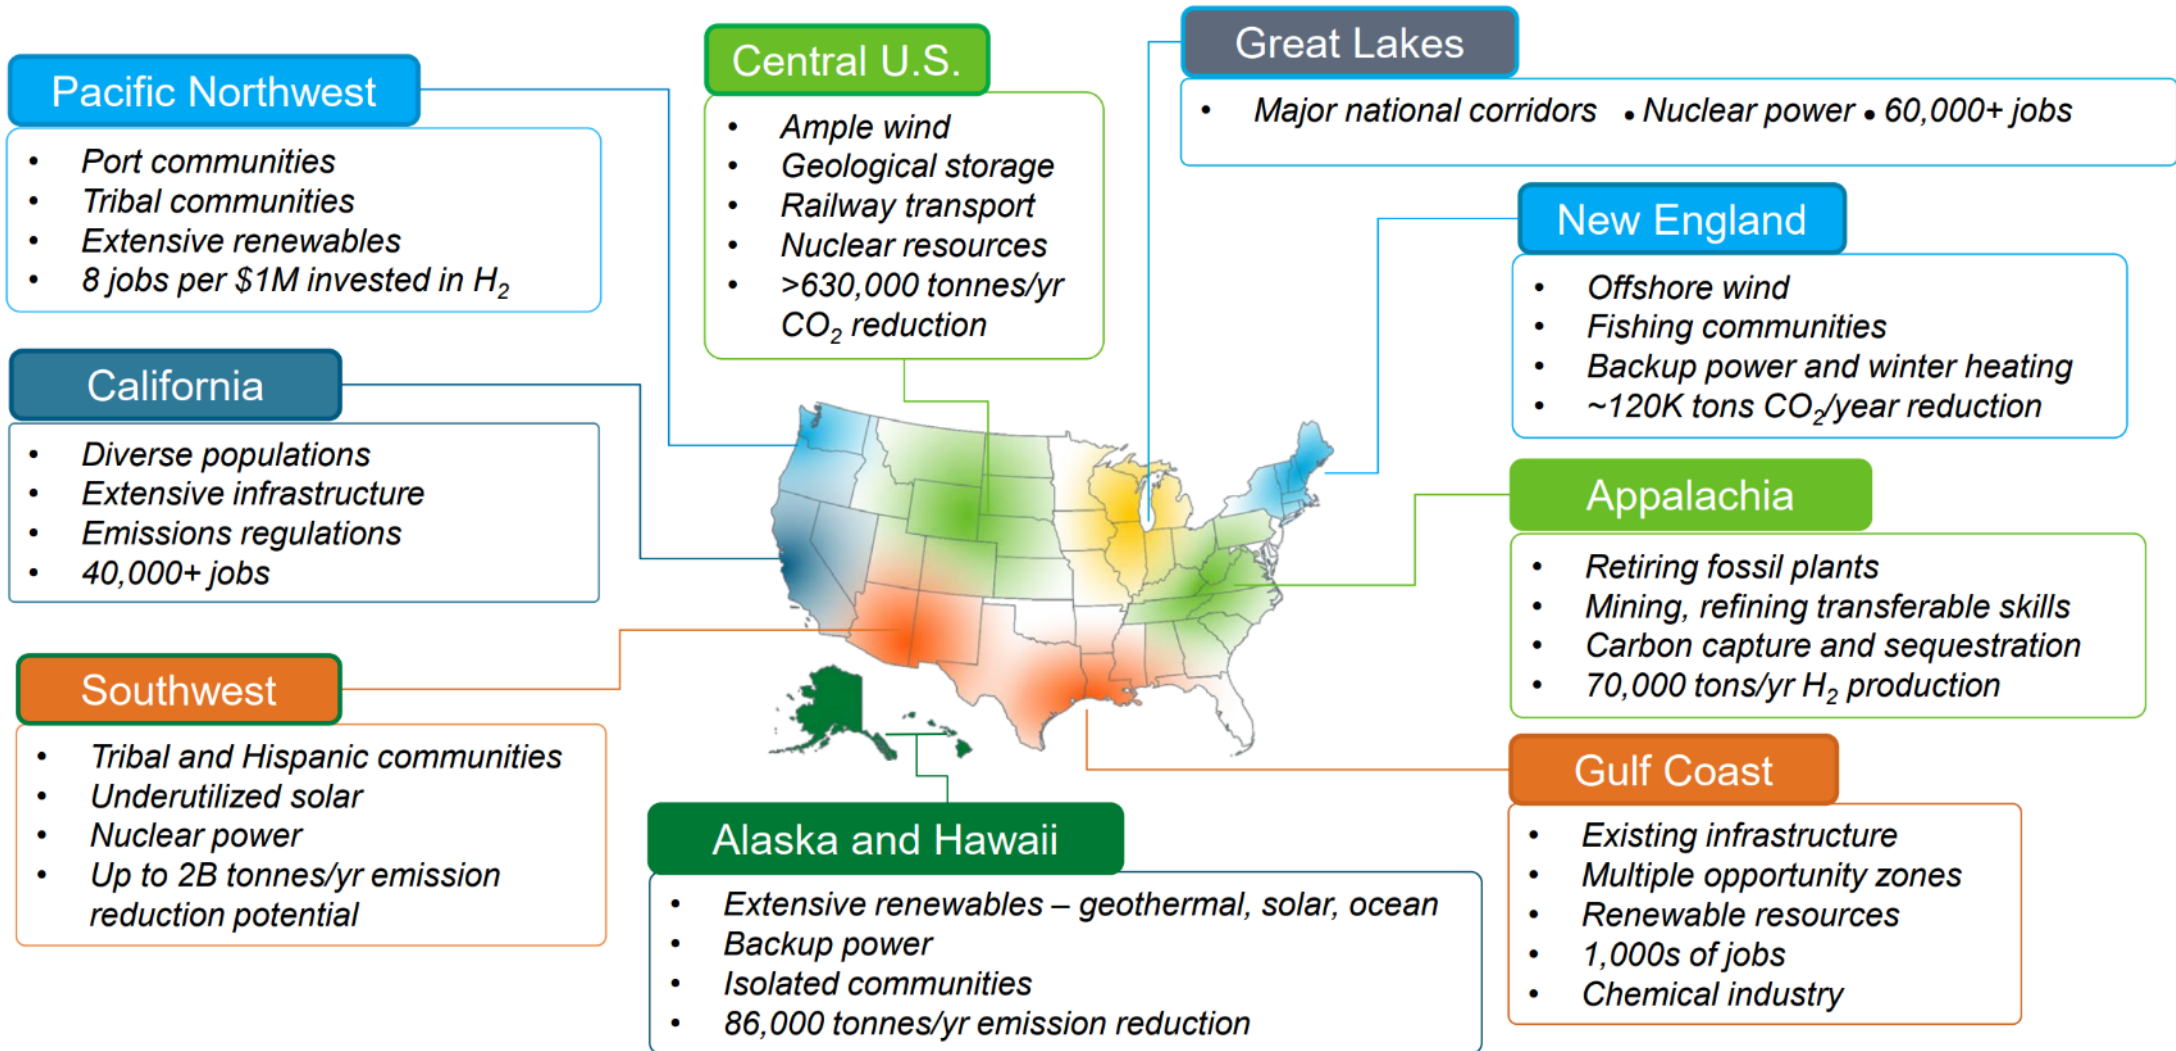 Pacific Northwest
• Port communities
• Tribal communities
• Extensive renewables
• 8 jobs per $1M invested in H₂
California
• Diverse populations
• Extensive infrastructure
• Emissions regulations
• 40,000+ jobs
Southwest
• Tribal and Hispanic communities
• Underutilized solar
• Nuclear power
• Up to 2B tonnes/yr emission
reduction potential
Central U.S.
• Ample wind
• Geological storage
• Railway transport
• Nuclear resources
• >630,000 tonnes/yr
CO₂ reduction
Alaska and Hawaii
• Extensive renewables – geothermal, solar, ocean
• Backup power
• Isolated communities
• 86,000 tonnes/yr emission reduction
Great Lakes
• Major national corridors • Nuclear power • 60,000+ jobs
New England
• Offshore wind
• Fishing communities
• Backup power and winter heating
• ~120K tons CO₂/year reduction
Appalachia
• Retiring fossil plants
• Mining, refining transferable skills
• Carbon capture and sequestration
• 70,000 tons/yr H₂ production
Gulf Coast
• Existing infrastructure
• Multiple opportunity zones
• Renewable resources
• 1,000s of jobs
• Chemical industry